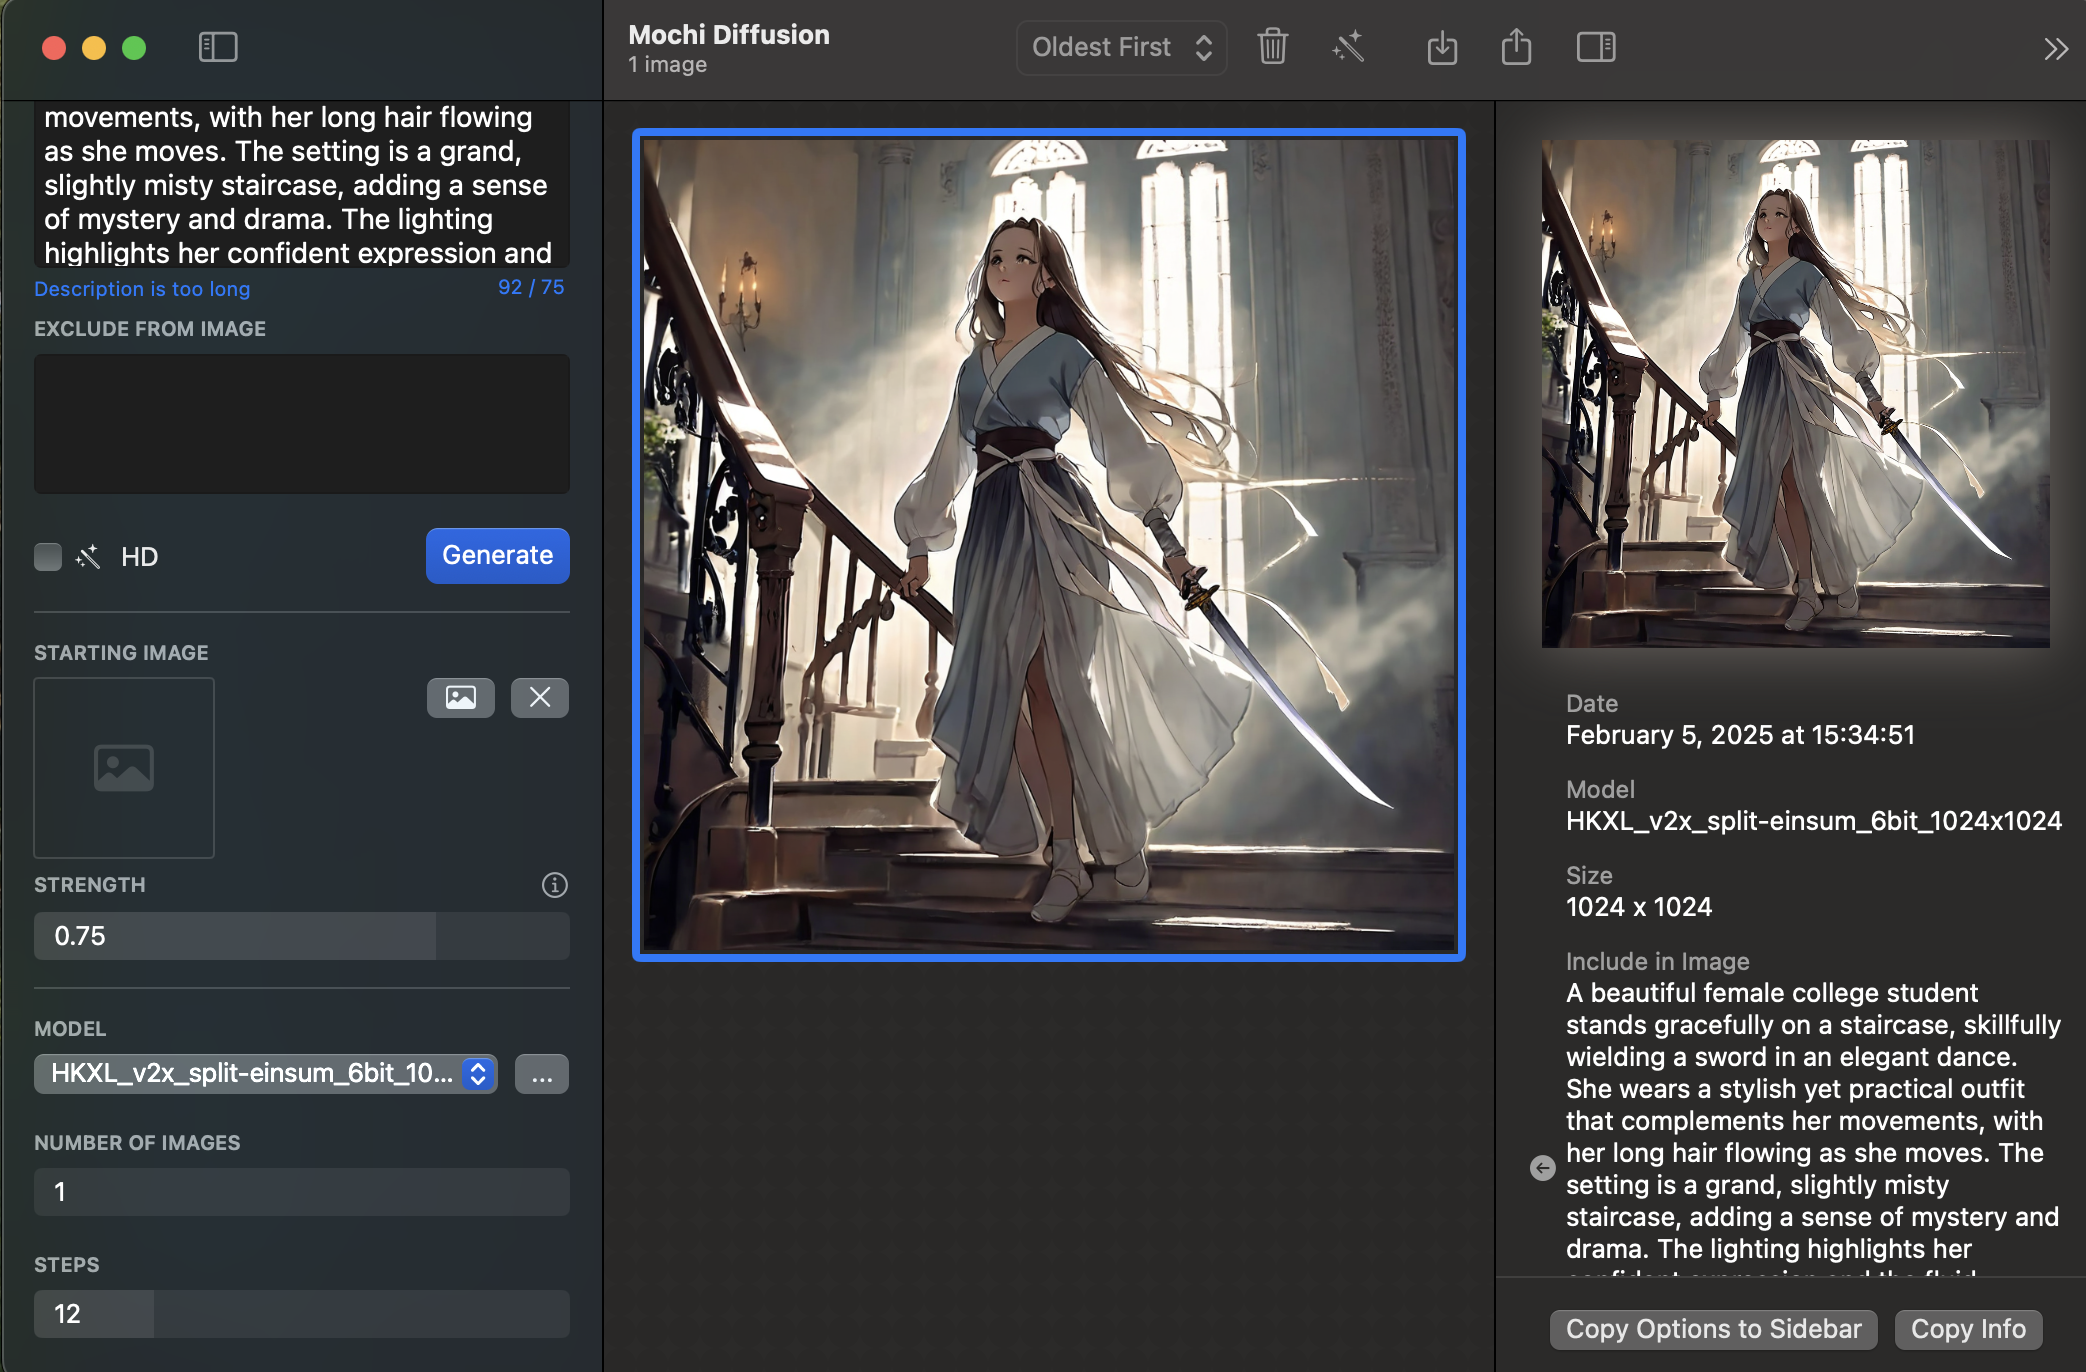 Mochi Diffusion
1 image
Oldest First
movements, with her long hair flowing
as she moves. The setting is a grand,
slightly misty staircase, adding a sense
of mystery and drama. The lighting
highlights her confident expression and
Description is too long
92 / 75
EXCLUDE FROM IMAGE
HD
Generate
STARTING IMAGE
STRENGTH
0.75
MODEL
HKXL_v2x_split-einsum_6bit_10...
...
NUMBER OF IMAGES
1
STEPS
12
Date
February 5, 2025 at 15:34:51
Model
HKXL_v2x_split-einsum_6bit_1024x1024
Size
1024 x 1024
Include in Image
A beautiful female college student
stands gracefully on a staircase, skillfully
wielding a sword in an elegant dance.
She wears a stylish yet practical outfit
that complements her movements, with
her long hair flowing as she moves. The
setting is a grand, slightly misty
staircase, adding a sense of mystery and
drama. The lighting highlights her
Copy Options to Sidebar
Copy Info